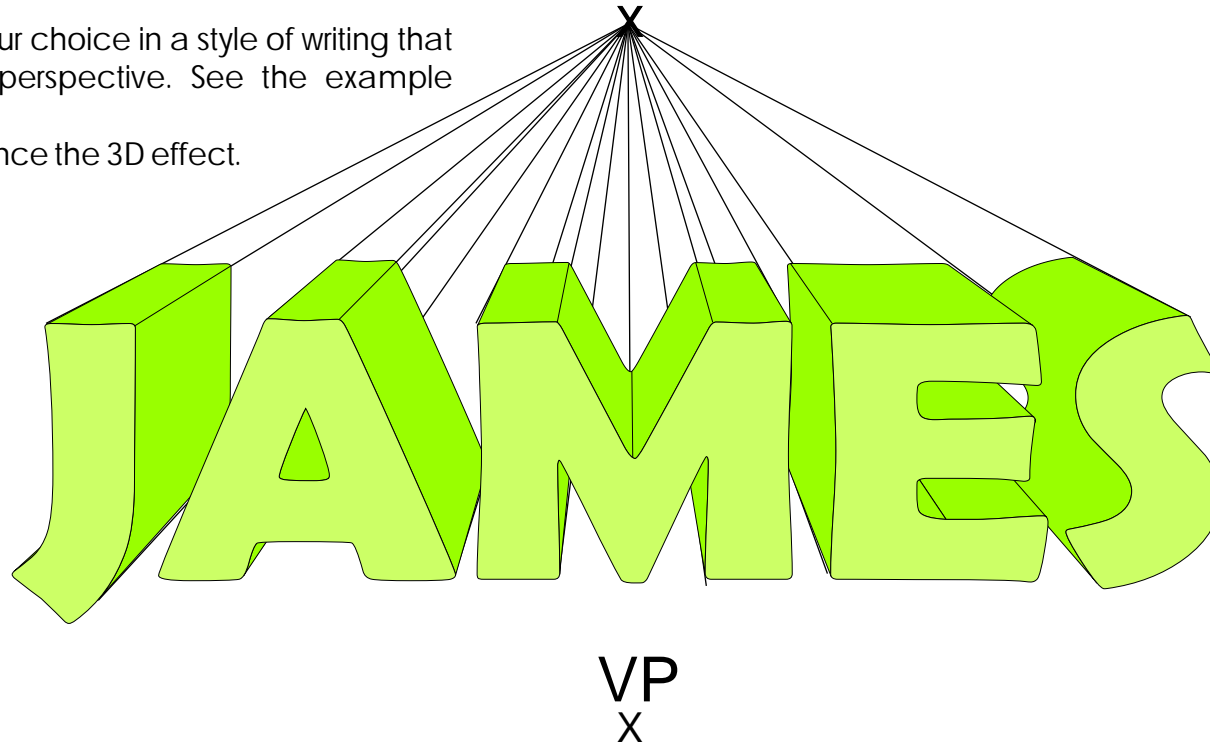 X
ur choice in a style of writing that
perspective. See the example
nce the 3D effect.
JAMES
VP
X